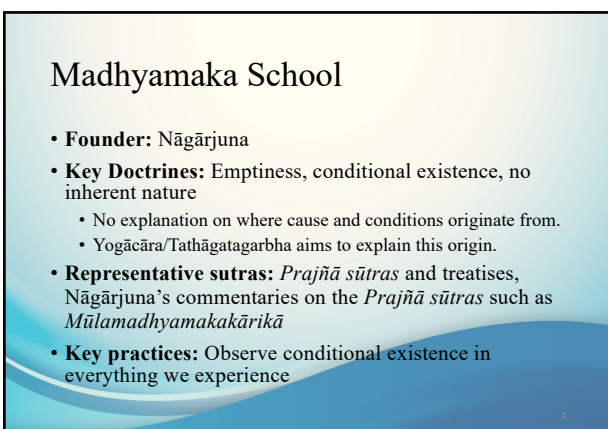 Madhyamaka School
• Founder: Nāgārjuna
• Key Doctrines: Emptiness, conditional existence, no
inherent nature
• No explanation on where cause and conditions originate from.
• Yogācāra/Tathāgatagarbha aims to explain this origin.
• Representative sutras: Prajñā sūtras and treatises,
Nāgārjuna’s commentaries on the Prajñā sūtras such as
Mūlamadhyamakakārikā
• Key practices: Observe conditional existence in
everything we experience
4